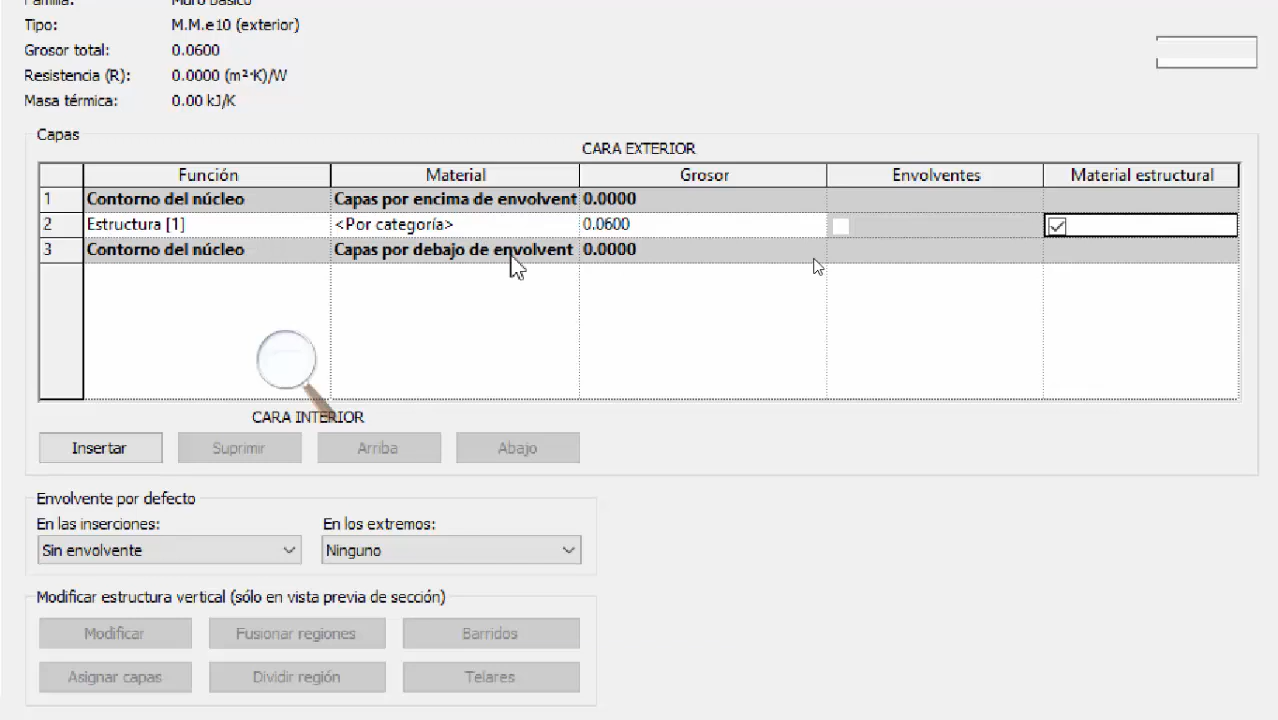 Familia: Muro básico
Tipo: M.M.e10 (exterior)
Grosor total: 0.0600
Resistencia (R): 0.0000 (m²·K)/W
Masa térmica: 0.00 kJ/K
Capas
CARA EXTERIOR
Función Material Grosor Envolventes Material estructural
1 Contorno del núcleo Capas por encima de envolvent 0.0000
2 Estructura [1] <Por categoría> 0.0600
3 Contorno del núcleo Capas por debajo de envolvent 0.0000
CARA INTERIOR
Insertar Suprimir Arriba Abajo
Envolvente por defecto
En las inserciones: En los extremos:
Sin envolvente Ninguno
Modificar estructura vertical (sólo en vista previa de sección)
Modificar Fusionar regiones Barridos
Asignar capas Dividir región Telares